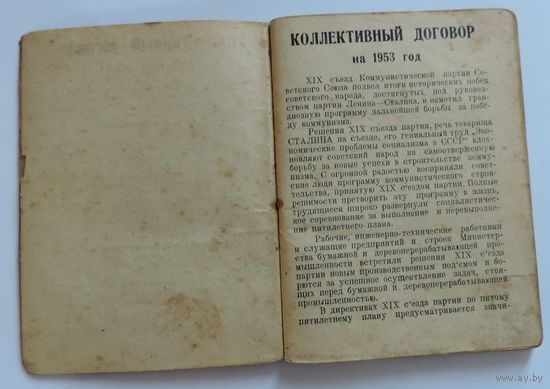 КОЛЛЕКТИВНЫЙ ДОГОВОР
на 1953 год
XIX съезд Коммунистической партии Со-
ветского Союза подвел итоги исторических побед
советского народа, достигнутых под руковод-
ством партии Ленина—Сталина, и наметил гран-
диозную программу дальнейшей борьбы за побе-
ду коммунизма.
Решения XIX съезда партии, речь товарища
СТАЛИНА на съезде, его гениальный труд „Эко-
номические проблемы социализма в СССР" вдох-
новляют советский народ на самоотверженную
борьбу за новые успехи в строительстве комму-
низма. С огромной радостью восприняли совет-
ские люди программу коммунистического строи-
тельства, принятую XIX с'ездом партии. Полные
решимости претворить эту программу в жизнь,
трудящиеся широко развернули социалистичес-
кое соревнование за выполнение и перевыполне-
ние пятилетнего плана.
Рабочие, инженерно-технические работники
и служащие предприятий и строек Министер-
ства бумажной и деревоперерабатывающей про-
мышленности встретили решения XIX с'езда
партии новым производственным под'емом и бо-
рются за успешное осуществление задач, стоя-
щих перед бумажной и деревоперерабатывающей
промышленностью.
В директивах XIX с'езда партии по пятому
пятилетнему плану предусматривается значи-
www.ay.by